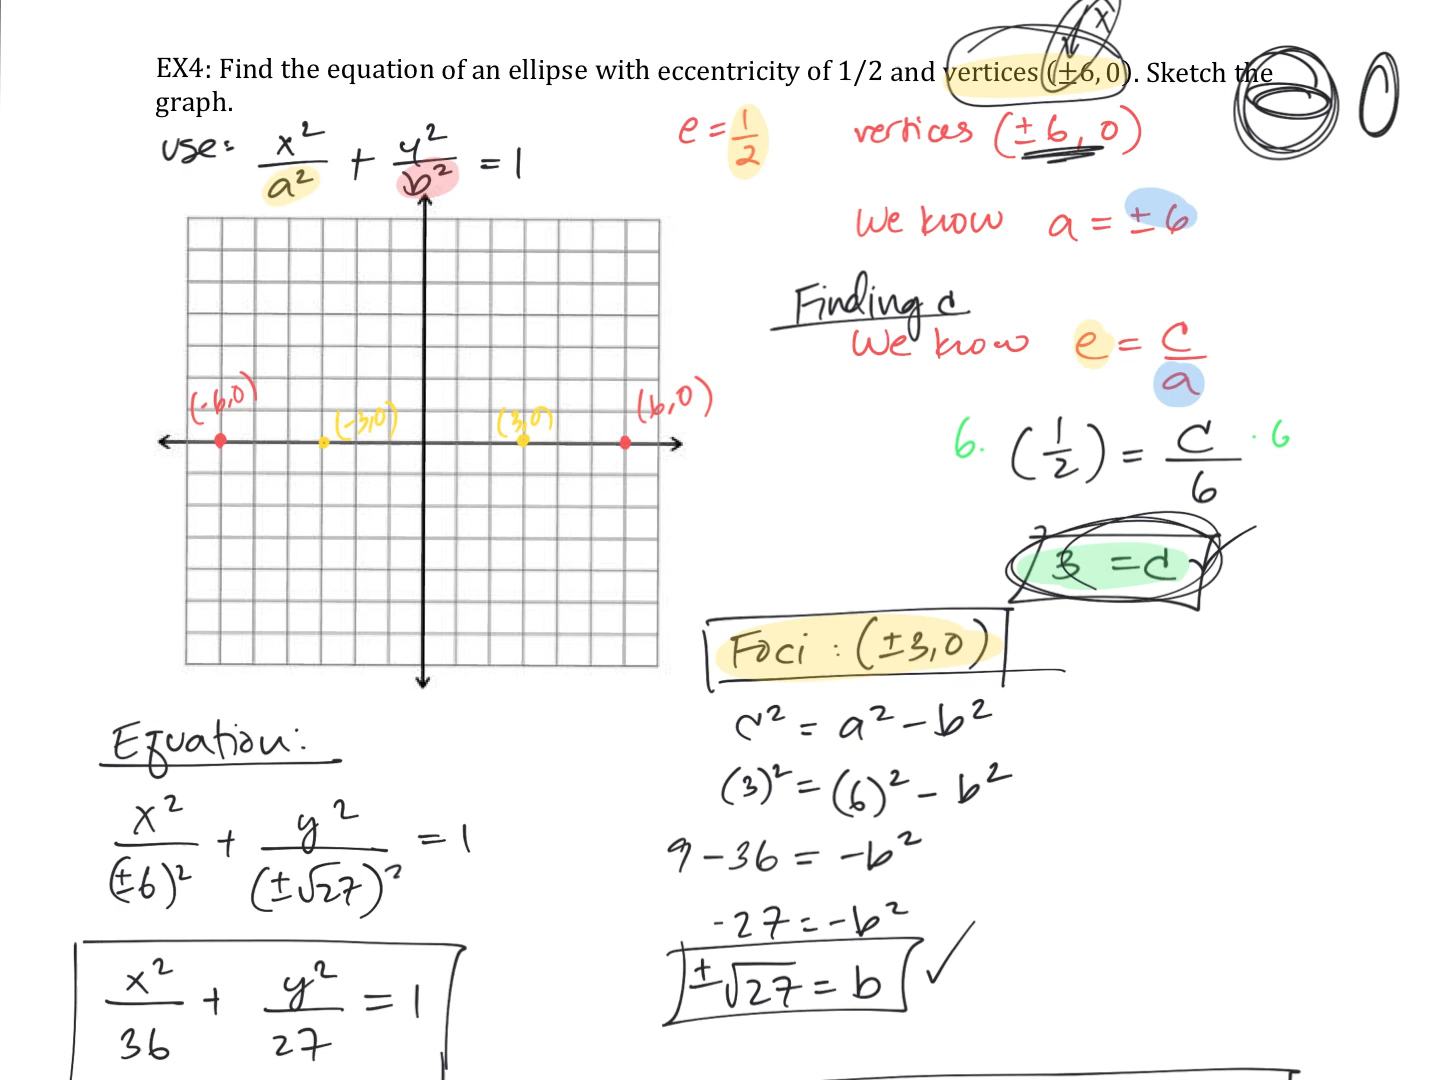 EX4: Find the equation of an ellipse with eccentricity of 1/2 and vertices (±6, 0). Sketch the
graph.
use: x²/a² + y²/b² = 1
e = 1/2
vertices (±6, 0)
We know a = ±6
Finding c
We know e = c/a
6. (1/2) = c/6 · 6
3 = c
(-6,0)
(-3,0)
(3,0)
(6,0)
Foci : (±3,0)
c² = a² – b²
(3)² = (6)² – b²
9 – 36 = –b²
-27 = –b²
±√27 = b
Equation:
x²/(±6)² + y²/(±√27)² = 1
x²/36 + y²/27 = 1